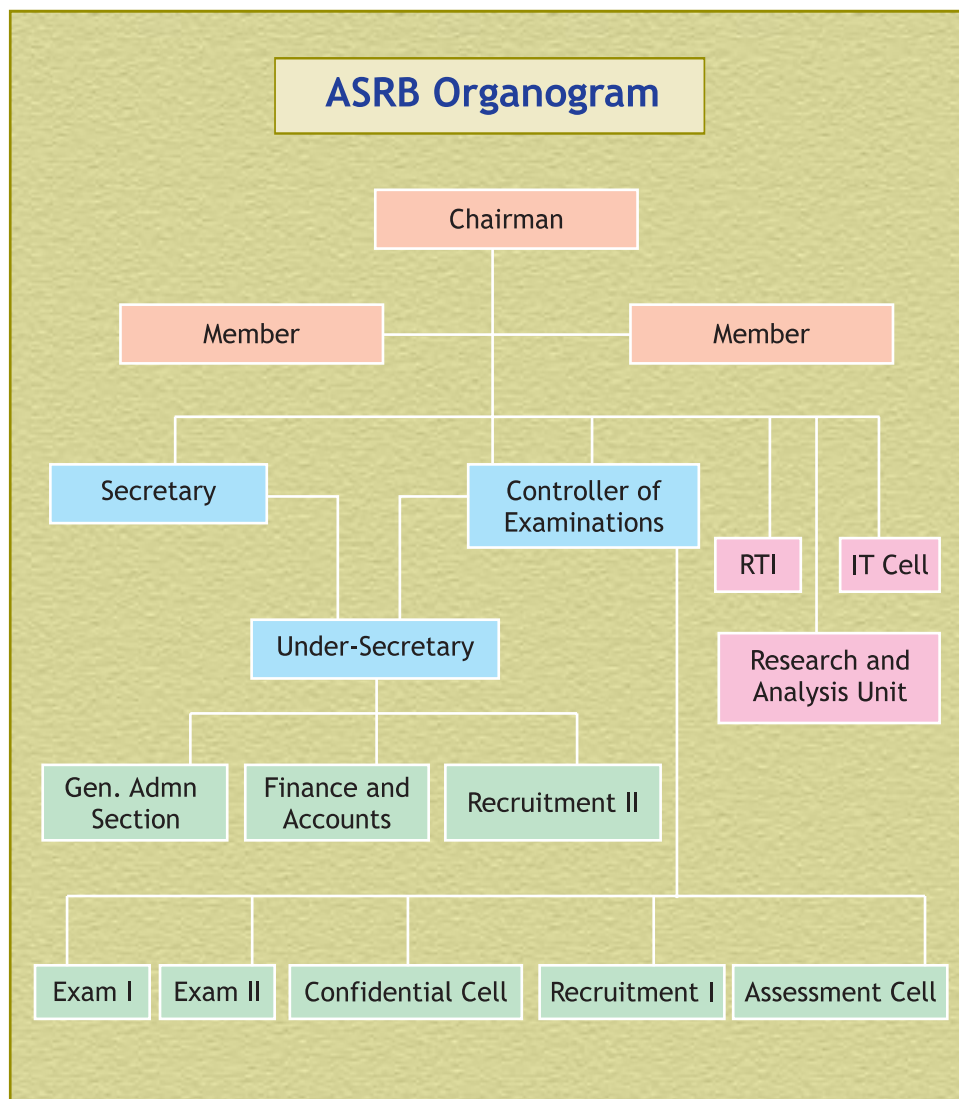 ASRB Organogram
Chairman
Member
Member
Secretary
Controller of
Examinations
RTI
IT Cell
Under-Secretary
Research and
Analysis Unit
Gen. Admn
Section
Finance and
Accounts
Recruitment II
Exam I
Exam II
Confidential Cell
Recruitment I
Assessment Cell